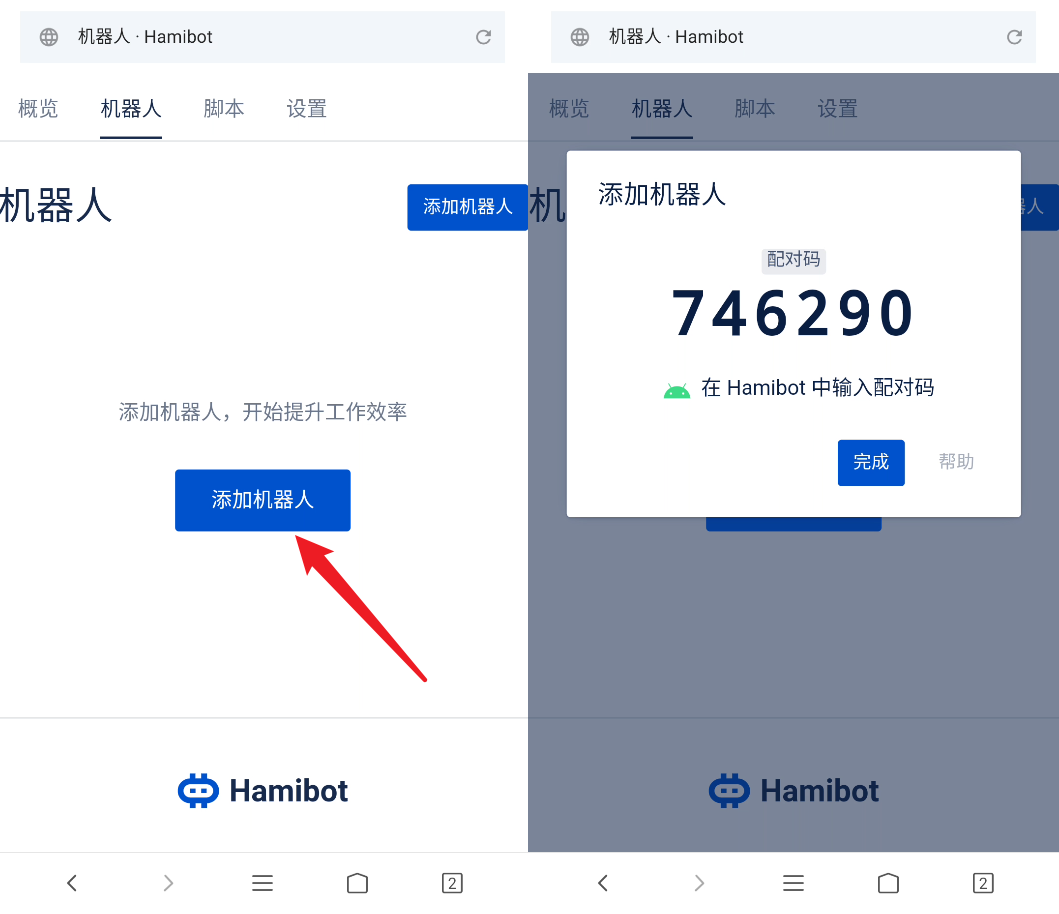 机器人 · Hamibot
概览 机器人 脚本 设置
机器人
添加机器人
添加机器人，开始提升工作效率
添加机器人
Hamibot
2
机器人 · Hamibot
概览 机器人 脚本 设置
机
器人
添加机器人
配对码
746290
在 Hamibot 中输入配对码
完成 帮助
Hamibot
2